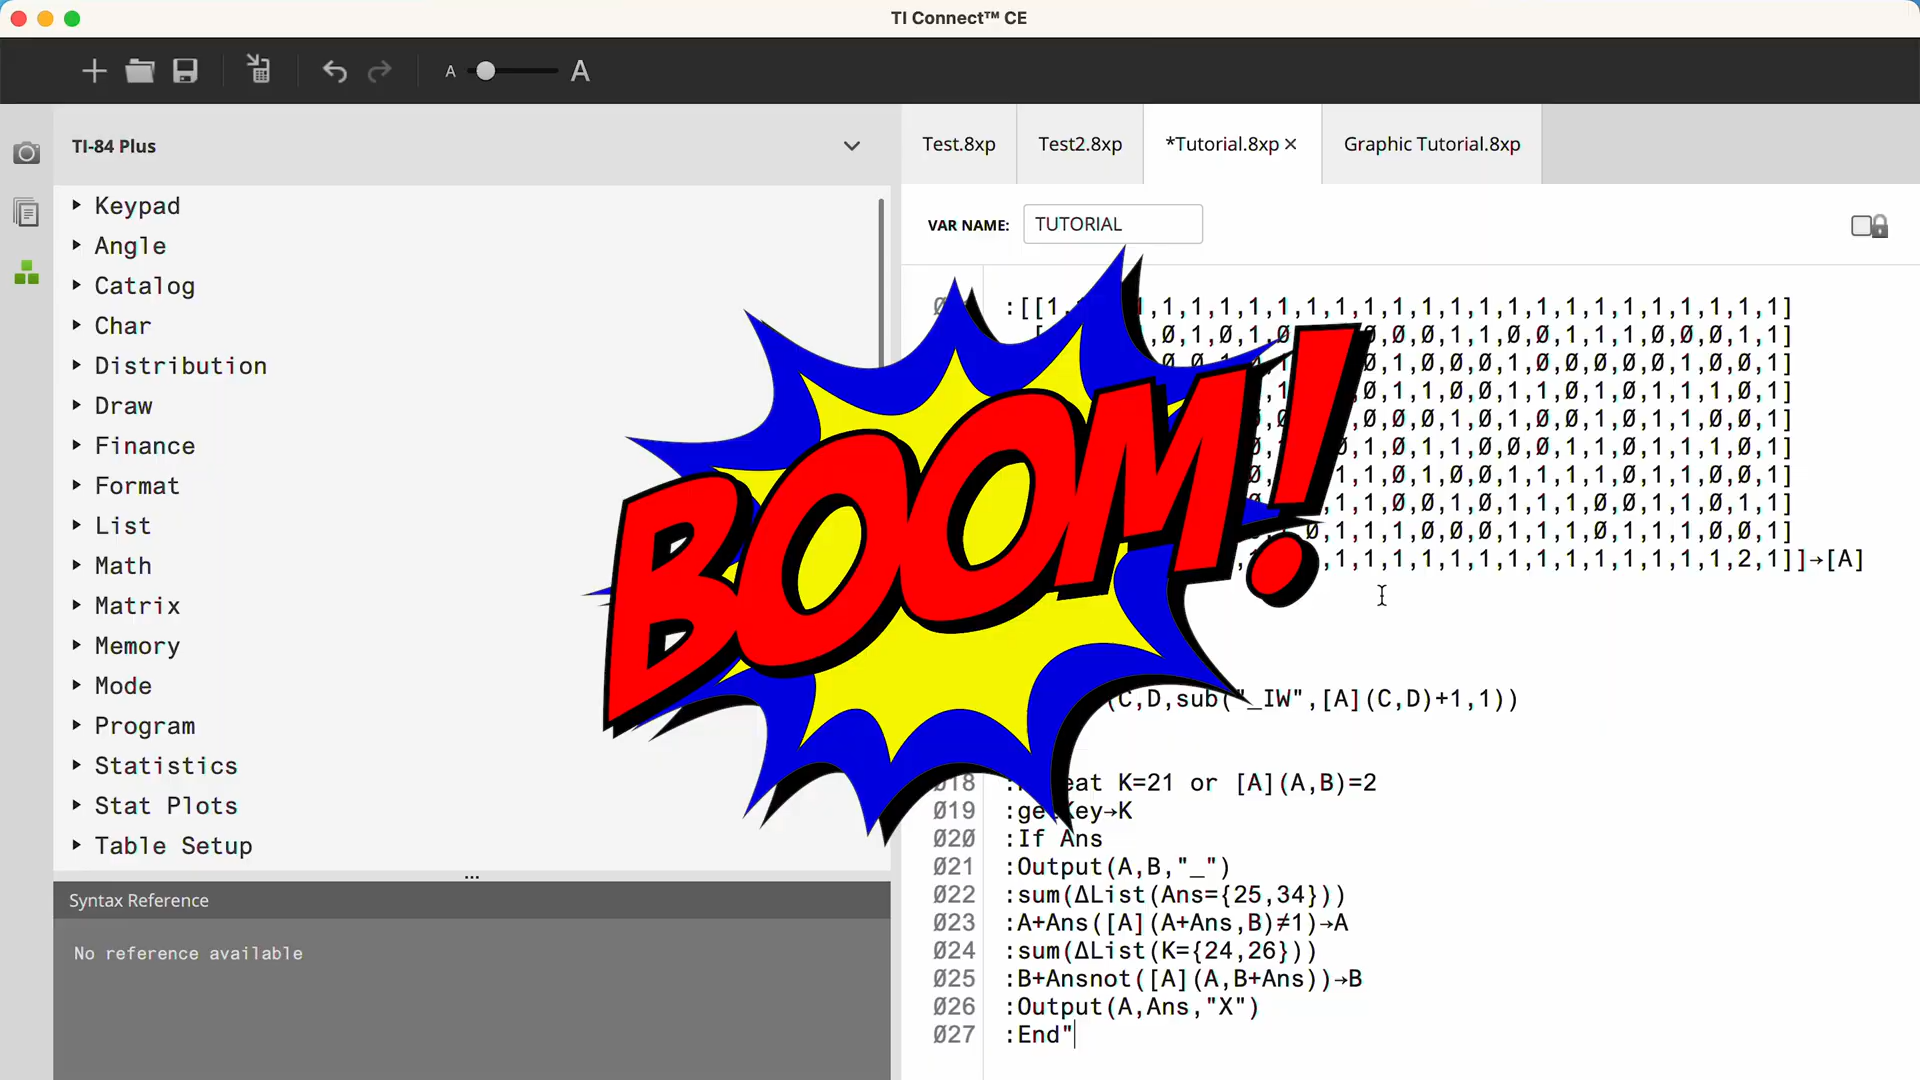 TI Connect™ CE
A A
TI-84 Plus
Test.8xp Test2.8xp *Tutorial.8xp × Graphic Tutorial.8xp
VAR NAME: TUTORIAL
Keypad
Angle
Catalog
Char
Distribution
Draw
Finance
Format
List
Math
Matrix
Memory
Mode
Program
Statistics
Stat Plots
Table Setup
Syntax Reference
No reference available
:[[1, 1,1,1,1,1,1,1,1,1,1,1,1,1,1,1,1,1,1,1,1,1,1,1]
[ ,Ø,1,Ø,1,Ø Ø,Ø,Ø,1,1,Ø,Ø,1,1,Ø,Ø,Ø,1,1]
Ø,1,Ø,Ø,1,Ø,Ø,Ø,Ø,Ø,1,Ø,Ø,1]
Ø,1,1,Ø,Ø,1,Ø,1,Ø,1,Ø,1,1,Ø,1]
Ø,Ø,Ø,1,Ø,1,Ø,Ø,1,Ø,1,1,Ø,Ø,1]
1,Ø,1,1,Ø,Ø,Ø,1,1,Ø,1,1,Ø,1]
1,1,Ø,1,Ø,Ø,1,1,1,1,Ø,1,1,Ø,Ø,1]
,1,1,Ø,Ø,1,Ø,1,1,1,Ø,Ø,1,1,Ø,1,1]
1,1,1,Ø,Ø,Ø,1,1,1,Ø,1,1,1,Ø,Ø,1]
,1,1,1,1,1,1,1,1,1,1,1,1,1,1,2,1]]→[A]
BOOM!
(C,D,sub("_IW",[A](C,D)+1,1))
Ø18 eat K=21 or [A](A,B)=2
Ø19 :getKey→K
Ø2Ø :If Ans
Ø21 :Output(A,B,"_")
Ø22 :sum(ΔList(Ans={25,34}))
Ø23 :A+Ans([A](A+Ans,B)≠1)→A
Ø24 :sum(ΔList(K={24,26}))
Ø25 :B+Ansnot([A](A,B+Ans))→B
Ø26 :Output(A,Ans,"X")
Ø27 :End"